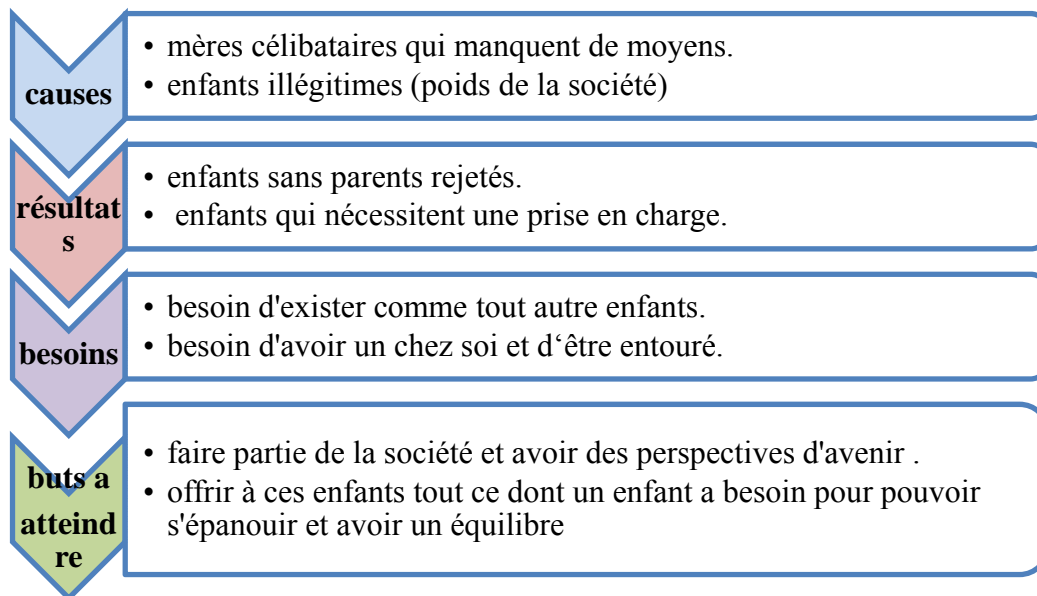 causes
• mères célibataires qui manquent de moyens.
• enfants illégitimes (poids de la société)
résultat
s
• enfants sans parents rejetés.
• enfants qui nécessitent une prise en charge.
besoins
• besoin d'exister comme tout autre enfants.
• besoin d'avoir un chez soi et d‘être entouré.
buts a
atteind
re
• faire partie de la société et avoir des perspectives d'avenir .
• offrir à ces enfants tout ce dont un enfant a besoin pour pouvoir
s'épanouir et avoir un équilibre